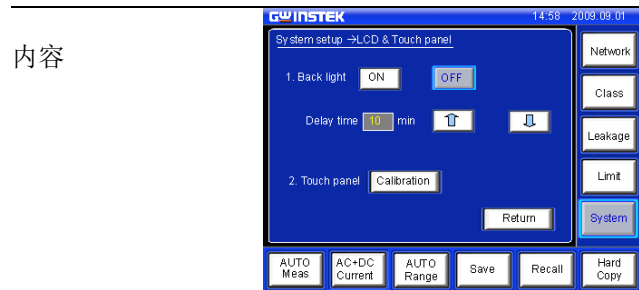 内容
GWINSTEK 14:58 2009.09.01
System setup →LCD & Touch panel
1. Back light ON OFF
Delay time 10 min
2. Touch panel Calibration
Return
Network
Class
Leakage
Limit
System
AUTO Meas
AC+DC Current
AUTO Range
Save
Recall
Hard Copy